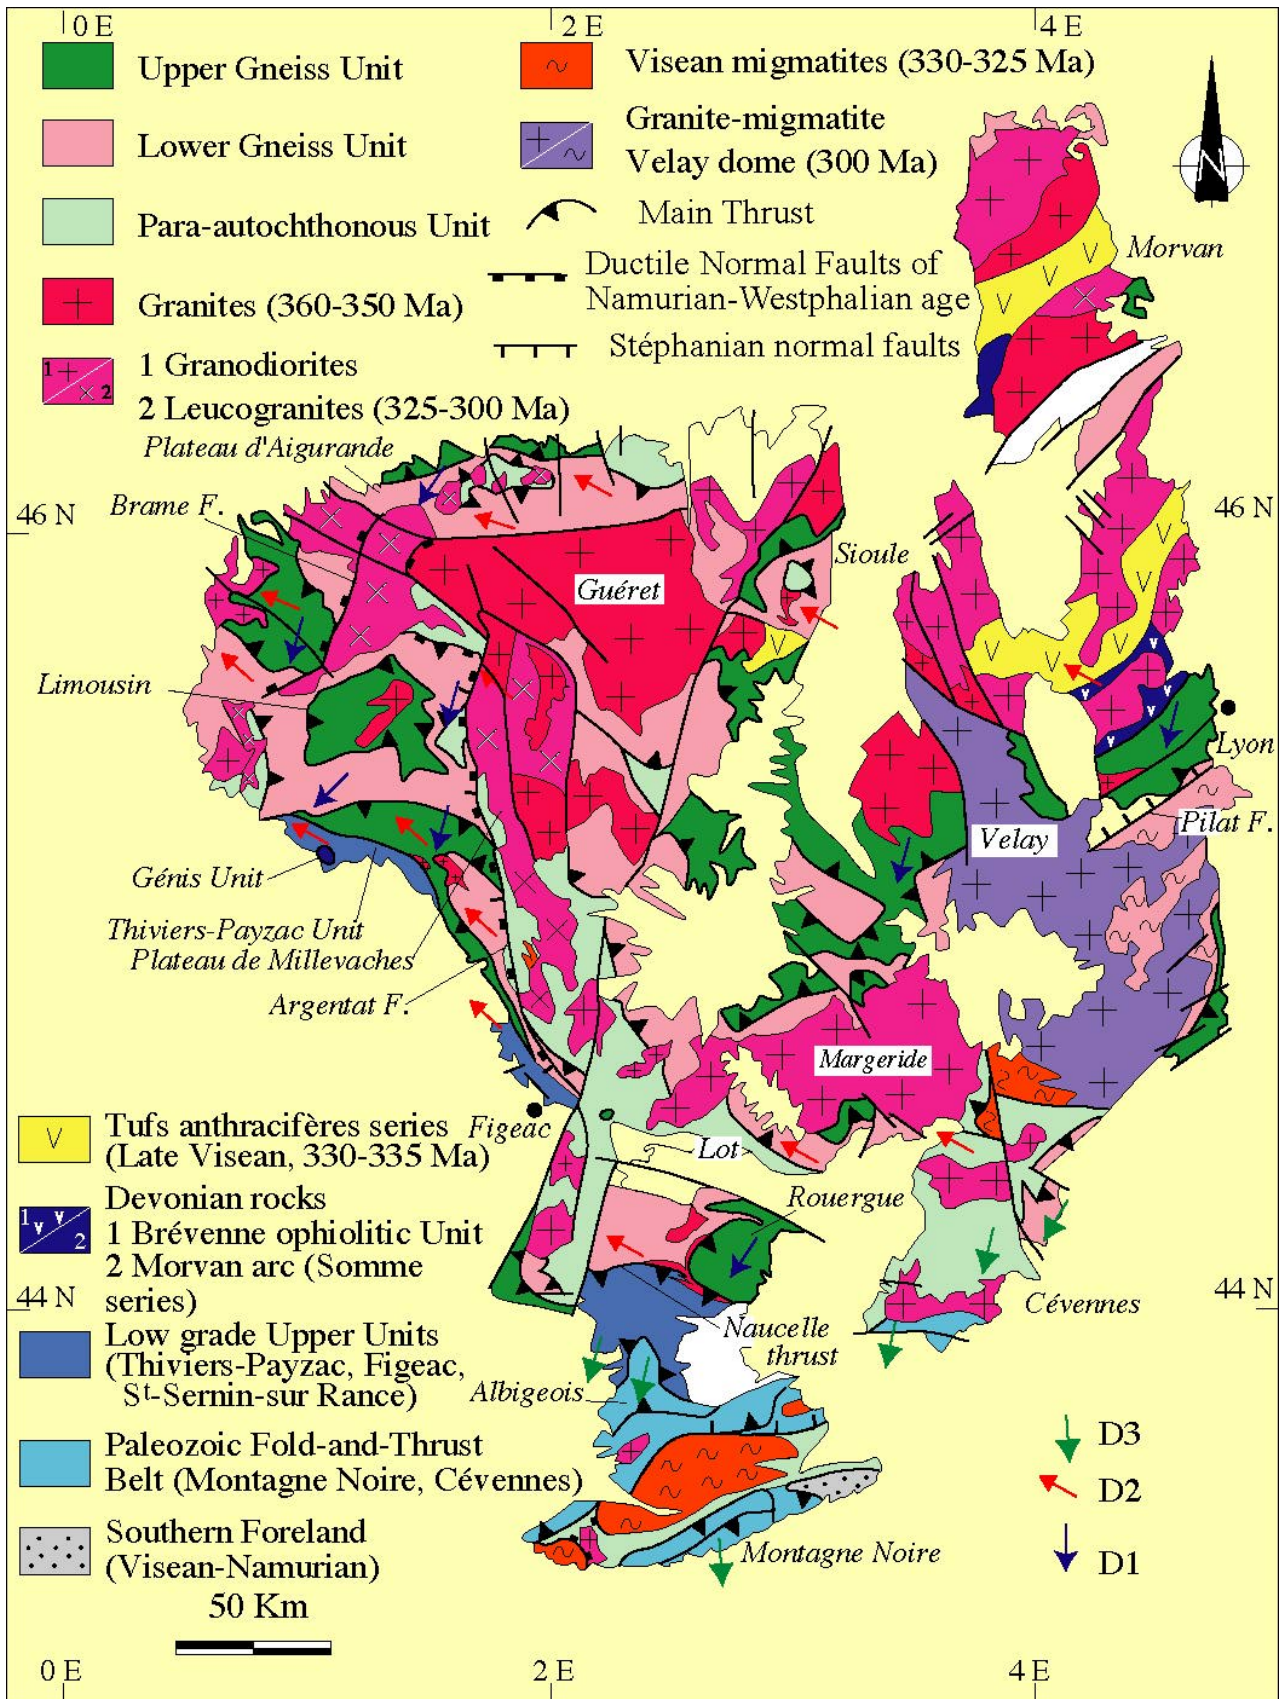 0 E
2 E
4 E
Upper Gneiss Unit
Lower Gneiss Unit
Para-autochthonous Unit
Granites (360-350 Ma)
1
2
1 Granodiorites
2 Leucogranites (325-300 Ma)
Visean migmatites (330-325 Ma)
Granite-migmatite
Velay dome (300 Ma)
Main Thrust
Ductile Normal Faults of
Namurian-Westphalian age
Stéphanian normal faults
N
Morvan
Plateau d'Aigurande
Brame F.
46 N
46 N
Sioule
Guéret
Limousin
Lyon
Pilat F.
Velay
Génis Unit
Thiviers-Payzac Unit
Plateau de Millevaches
Argentat F.
Margeride
Figeac
Lot
Rouergue
Tufs anthracifères series
(Late Visean, 330-335 Ma)
1
2
Devonian rocks
1 Brévenne ophiolitic Unit
2 Morvan arc (Somme
series)
44 N
44 N
Cévennes
Naucelle
thrust
Low grade Upper Units
(Thiviers-Payzac, Figeac,
St-Sernin-sur Rance)
Albigeois
Paleozoic Fold-and-Thrust
Belt (Montagne Noire, Cévennes)
Southern Foreland
(Visean-Namurian)
Montagne Noire
D3
D2
D1
50 Km
0 E
2 E
4 E